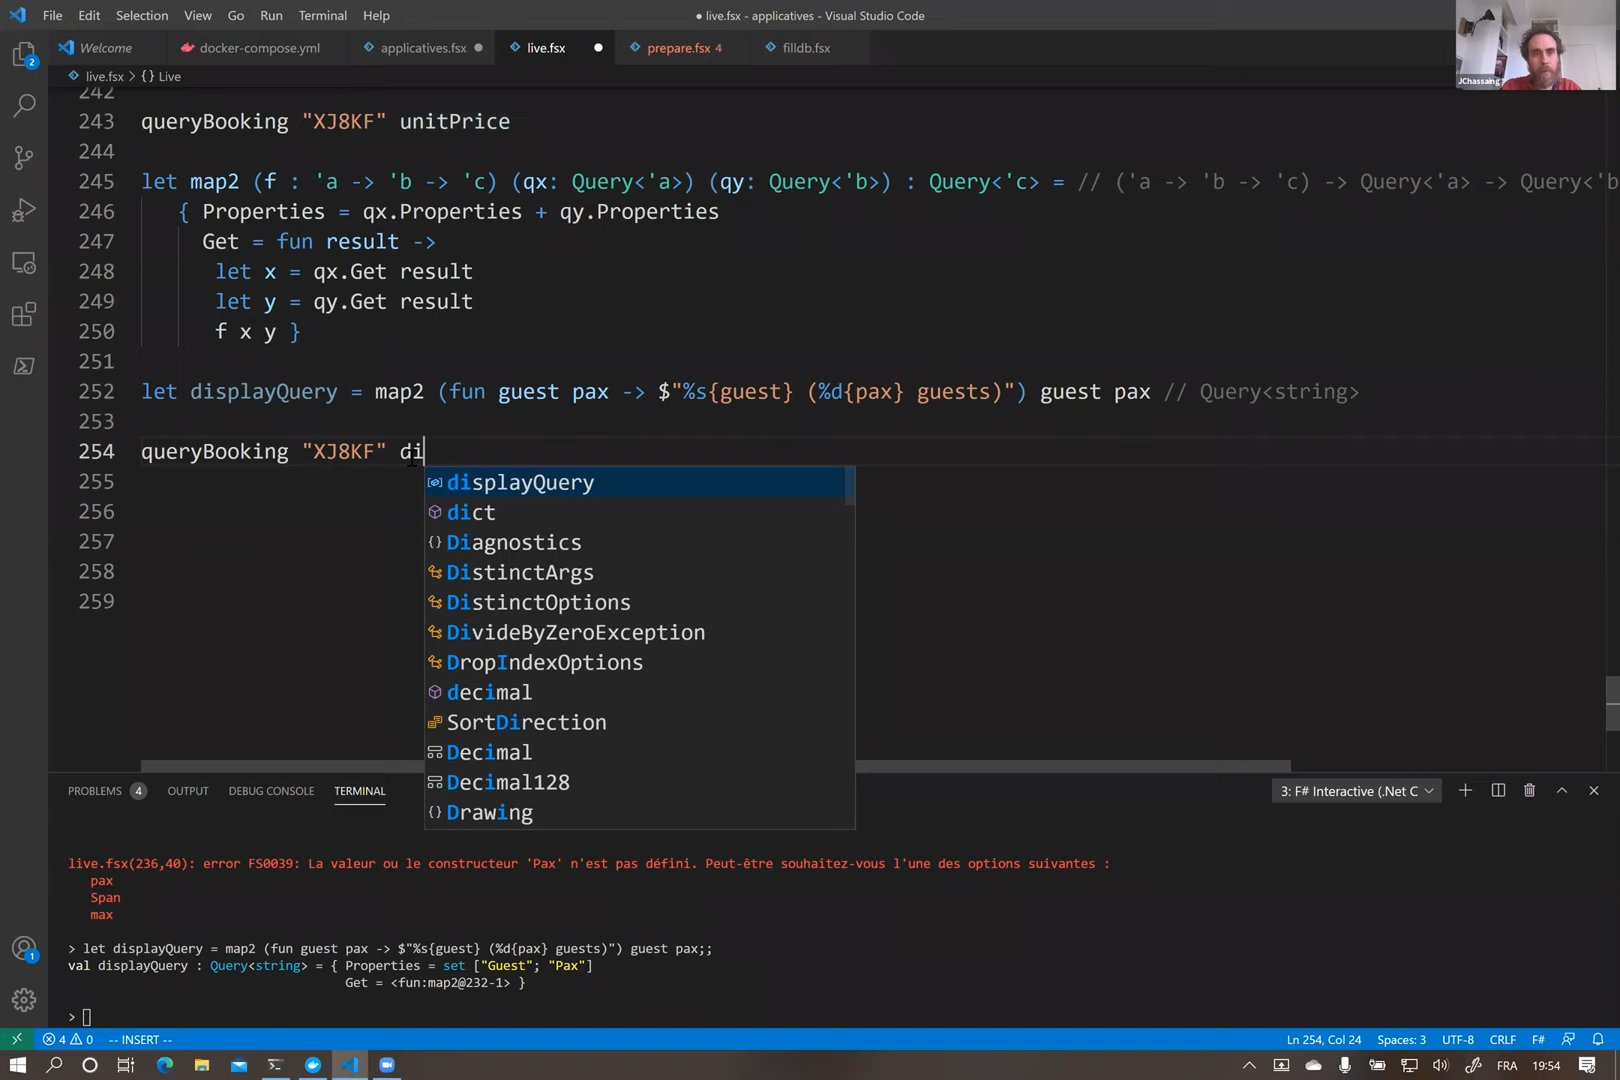 File Edit Selection View Go Run Terminal Help
● live.fsx - applicatives - Visual Studio Code
Welcome docker-compose.yml applicatives.fsx live.fsx prepare.fsx 4 filldb.fsx
live.fsx > {} Live
JChassaing
2
242
243 queryBooking "XJ8KF" unitPrice
244
245 let map2 (f : 'a -> 'b -> 'c) (qx: Query<'a>) (qy: Query<'b>) : Query<'c> = // ('a -> 'b -> 'c) -> Query<'a> -> Query<'b
246 { Properties = qx.Properties + qy.Properties
247 Get = fun result ->
248 let x = qx.Get result
249 let y = qy.Get result
250 f x y }
251
252 let displayQuery = map2 (fun guest pax -> $"%s{guest} (%d{pax} guests)") guest pax // Query<string>
253
254 queryBooking "XJ8KF" di
255
256
257
258
259
displayQuery
dict
{} Diagnostics
DistinctArgs
DistinctOptions
DivideByZeroException
DropIndexOptions
decimal
SortDirection
Decimal
Decimal128
{} Drawing
PROBLEMS 4 OUTPUT DEBUG CONSOLE TERMINAL
3: F# Interactive (.Net C
live.fsx(236,40): error FS0039: La valeur ou le constructeur 'Pax' n'est pas défini. Peut-être souhaitez-vous l'une des options suivantes :
pax
Span
max
> let displayQuery = map2 (fun guest pax -> $"%s{guest} (%d{pax} guests)") guest pax;;
val displayQuery : Query<string> = { Properties = set ["Guest"; "Pax"]
Get = <fun:map2@232-1> }
>
1
4 0 -- INSERT --
Ln 254, Col 24 Spaces: 3 UTF-8 CRLF F#
FRA 19:54